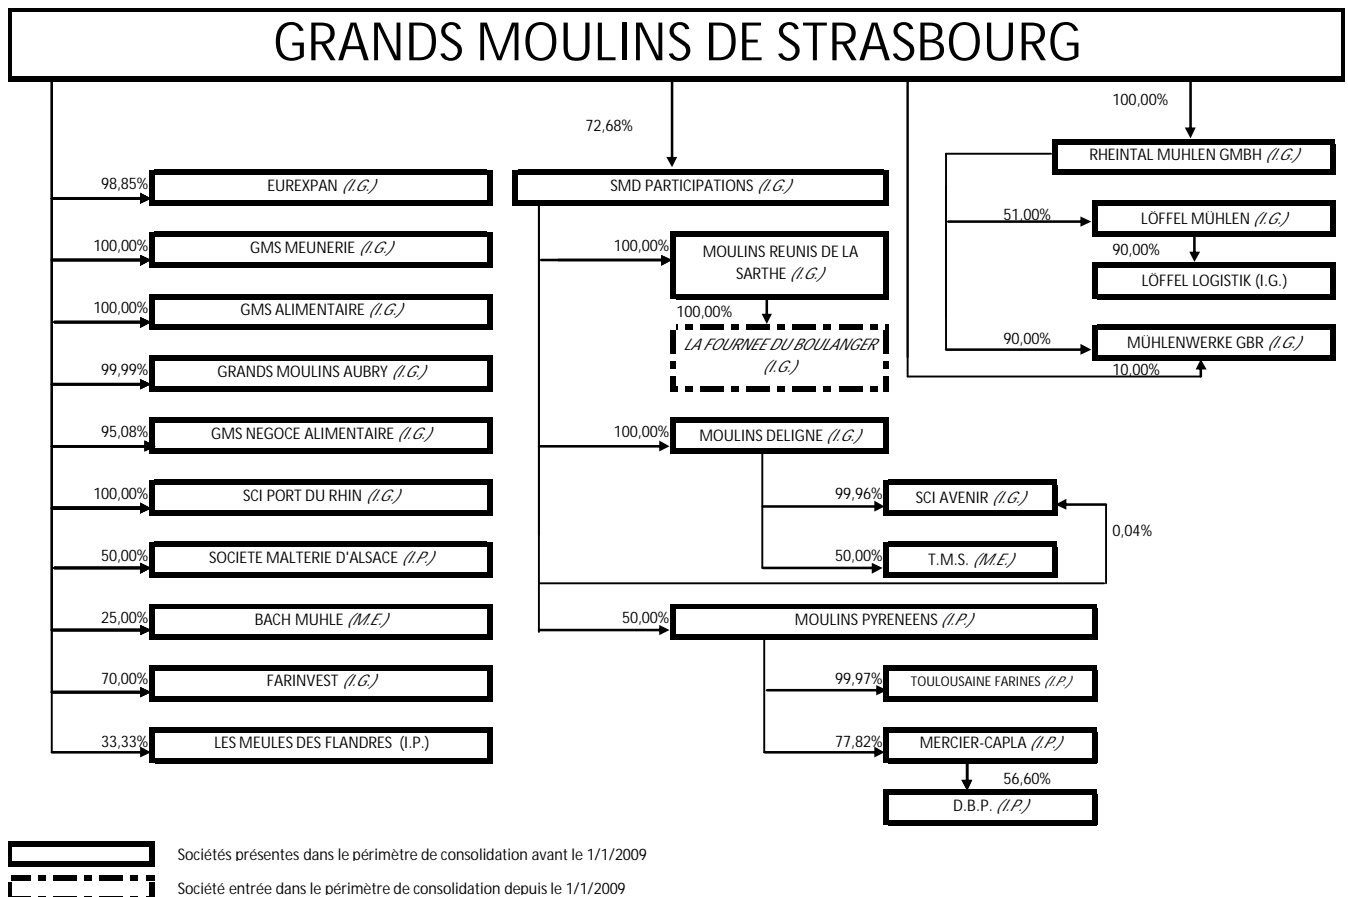 GRANDS MOULINS DE STRASBOURG
100,00%
72,68%
RHEINTAL MUHLEN GMBH (I.G.)
98,85%
EUREXPAN (I.G.)
SMD PARTICIPATIONS (I.G.)
51,00%
LÖFFEL MÜHLEN (I.G.)
100,00%
GMS MEUNERIE (I.G.)
100,00%
MOULINS REUNIS DE LA
SARTHE (I.G.)
90,00%
LÖFFEL LOGISTIK (I.G.)
100,00%
GMS ALIMENTAIRE (I.G.)
100,00%
LA FOURNEE DU BOULANGER
(I.G.)
90,00%
MÜHLENWERKE GBR (I.G.)
10,00%
99,99%
GRANDS MOULINS AUBRY (I.G.)
95,08%
GMS NEGOCE ALIMENTAIRE (I.G.)
100,00%
MOULINS DELIGNE (I.G.)
100,00%
SCI PORT DU RHIN (I.G.)
99,96%
SCI AVENIR (I.G.)
0,04%
50,00%
SOCIETE MALTERIE D'ALSACE (I.P.)
50,00%
T.M.S. (M.E.)
25,00%
BACH MUHLE (M.E.)
50,00%
MOULINS PYRENEENS (I.P.)
70,00%
FARINVEST (I.G.)
99,97%
TOULOUSAINE FARINES (I.P.)
33,33%
LES MEULES DES FLANDRES (I.P.)
77,82%
MERCIER-CAPLA (I.P.)
56,60%
D.B.P. (I.P.)
Sociétés présentes dans le périmètre de consolidation avant le 1/1/2009
Société entrée dans le périmètre de consolidation depuis le 1/1/2009